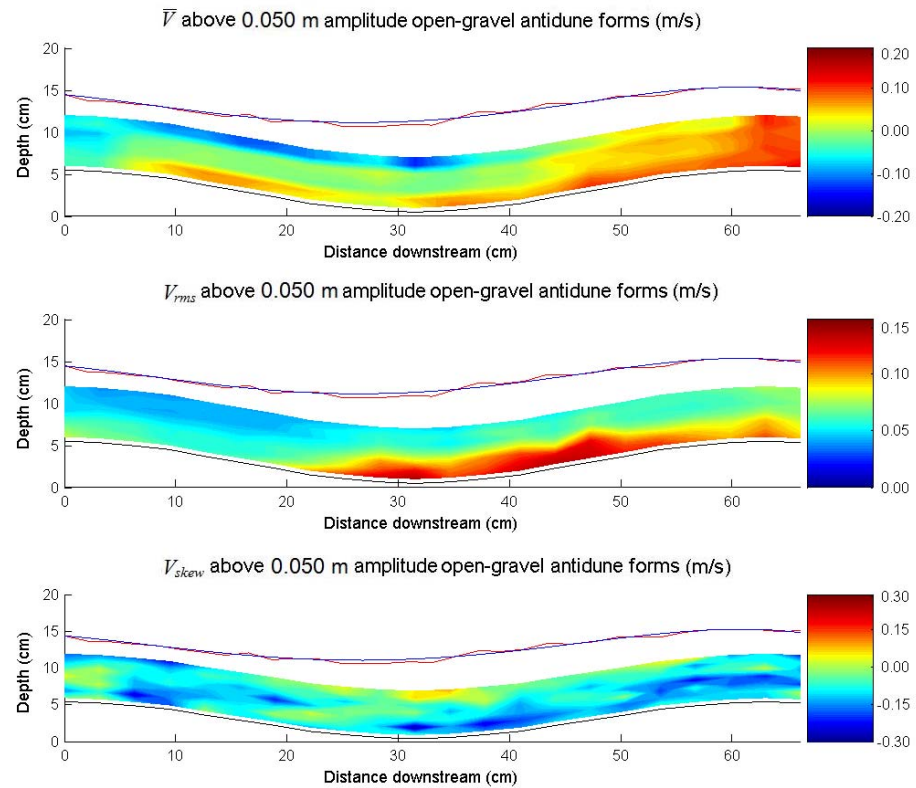 V̅ above 0.050 m amplitude open-gravel antidune forms (m/s)
20
15
10
5
0
Depth (cm)
0 10 20 30 40 50 60
Distance downstream (cm)
0.20
0.10
0.00
-0.10
-0.20
V_rms above 0.050 m amplitude open-gravel antidune forms (m/s)
20
15
10
5
0
Depth (cm)
0 10 20 30 40 50 60
Distance downstream (cm)
0.15
0.10
0.05
0.00
V_skew above 0.050 m amplitude open-gravel antidune forms (m/s)
20
15
10
5
0
Depth (cm)
0 10 20 30 40 50 60
Distance downstream (cm)
0.30
0.15
0.00
-0.15
-0.30